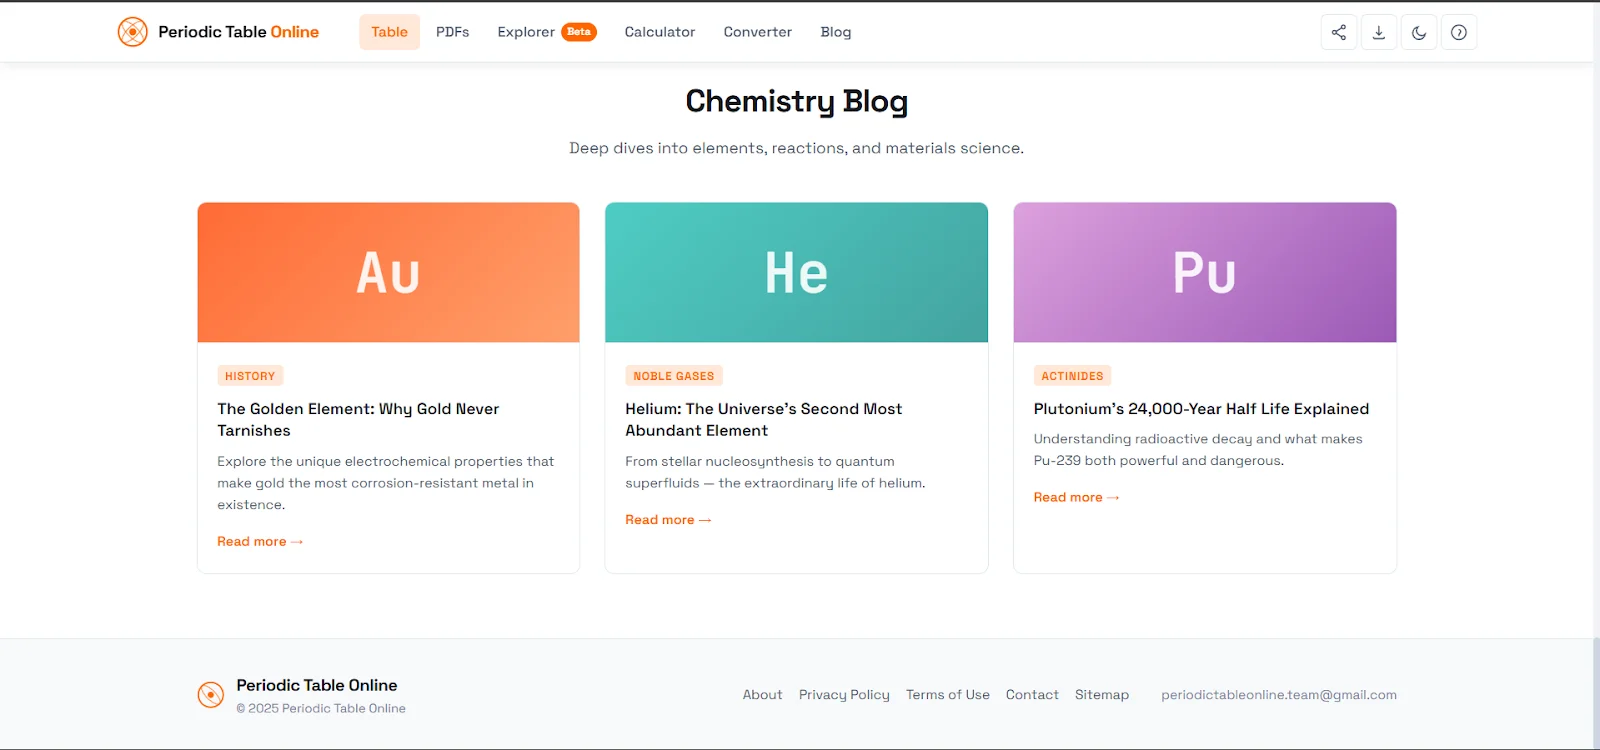 Periodic Table Online
Table
PDFs
Explorer Beta
Calculator
Converter
Blog
Chemistry Blog
Deep dives into elements, reactions, and materials science.
Au
HISTORY
The Golden Element: Why Gold Never
Tarnishes
Explore the unique electrochemical properties that
make gold the most corrosion-resistant metal in
existence.
Read more →
He
NOBLE GASES
Helium: The Universe's Second Most
Abundant Element
From stellar nucleosynthesis to quantum
superfluids — the extraordinary life of helium.
Read more →
Pu
ACTINIDES
Plutonium's 24,000-Year Half Life Explained
Understanding radioactive decay and what makes
Pu-239 both powerful and dangerous.
Read more →
Periodic Table Online
© 2025 Periodic Table Online
About
Privacy Policy
Terms of Use
Contact
Sitemap
periodictableonline.team@gmail.com